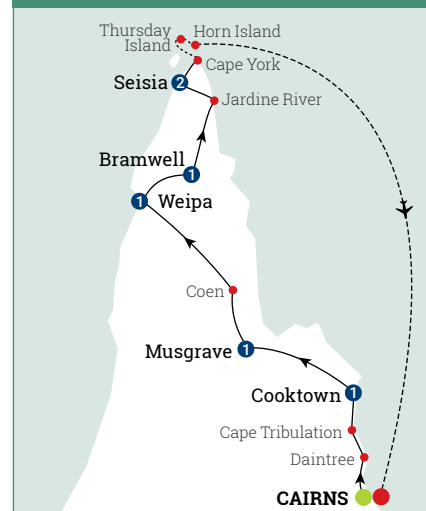 Thursday
Island
Horn Island
Cape York
Seisia
2
Jardine River
Bramwell
1
1
Weipa
Coen
Musgrave
1
Cooktown
1
Cape Tribulation
Daintree
CAIRNS